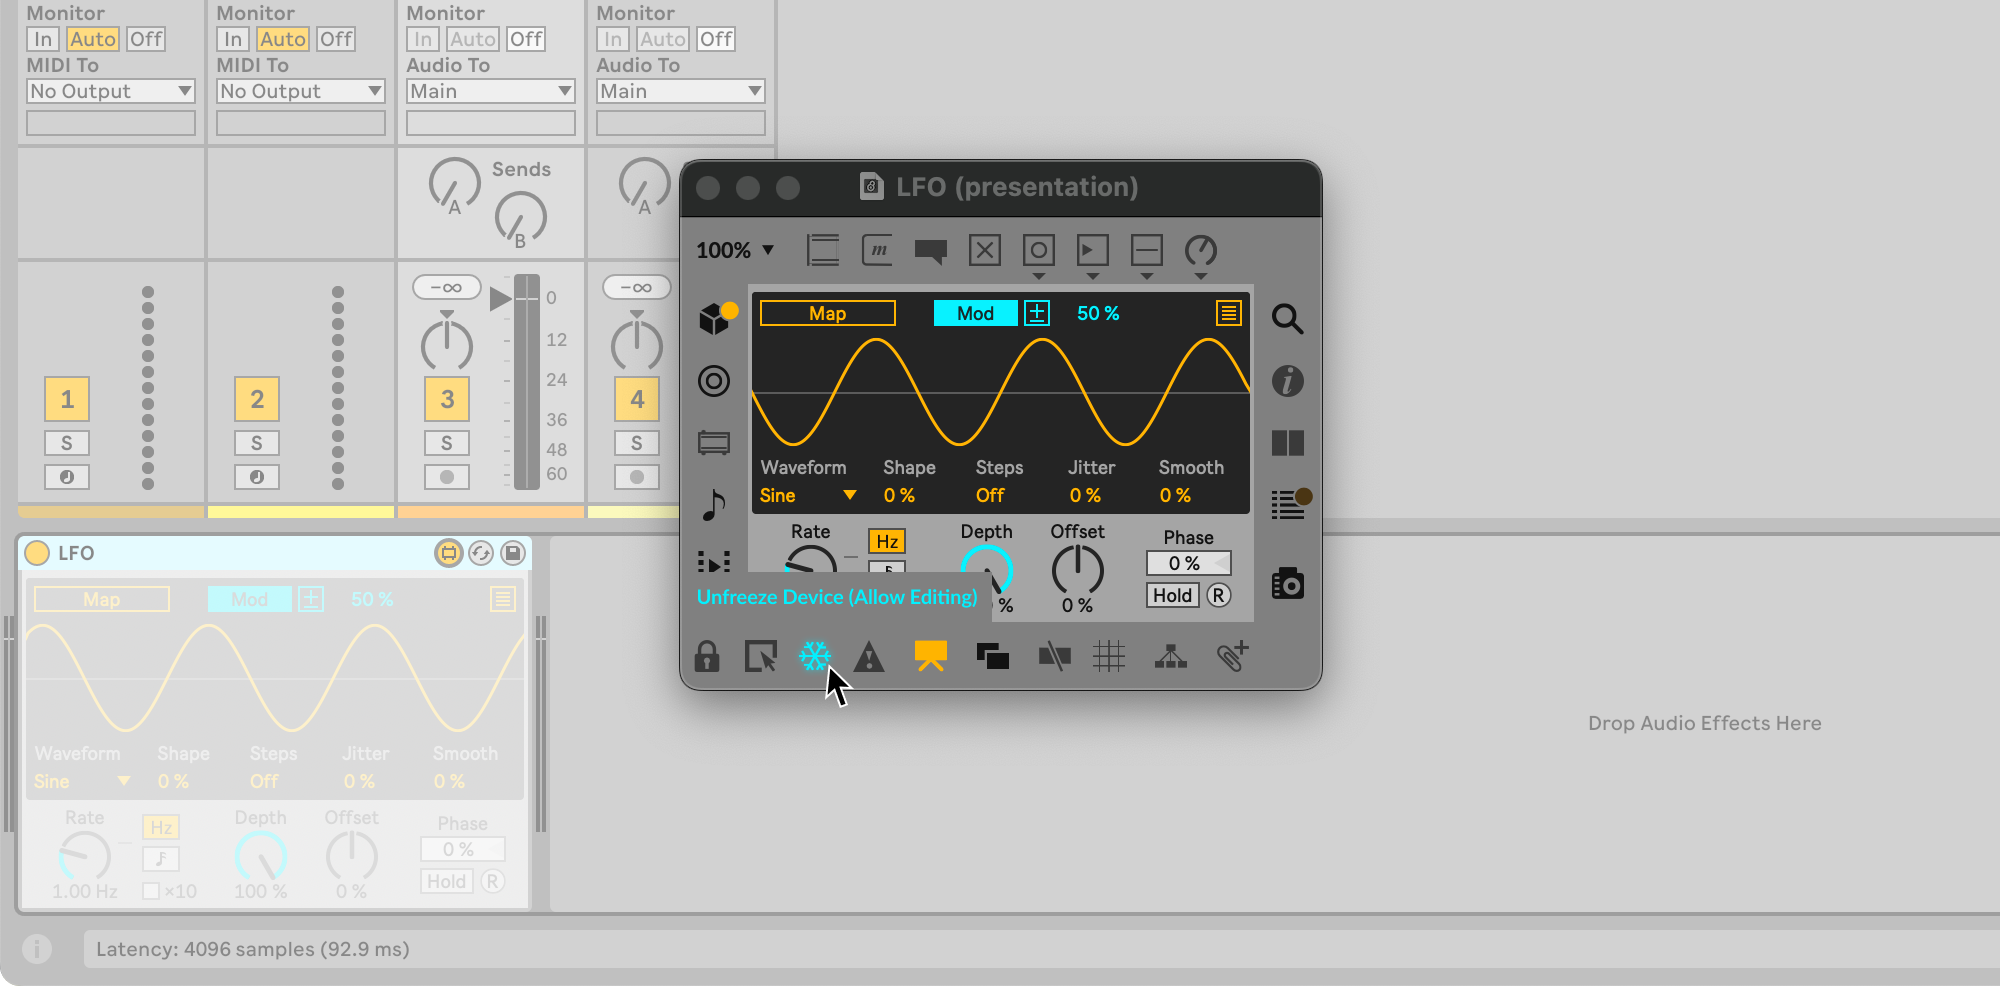 Monitor Monitor Monitor Monitor
In Auto Off In Auto Off In Auto Off In Auto Off
MIDI To MIDI To Audio To Audio To
No Output No Output Main Main
Sends
A A
B
-∞ -∞
0
12
24
36
48
60
1 2 3 4
S S S S
LFO (presentation)
100% m
Map Mod ± 50 %
Waveform Shape Steps Jitter Smooth
Sine 0 % Off 0 % 0 %
Rate Hz Depth Offset Phase
0 %
Unfreeze Device (Allow Editing) % 0 % Hold R
LFO
Map Mod ± 50 %
Waveform Shape Steps Jitter Smooth
Sine 0 % Off 0 % 0 %
Rate Hz Depth Offset Phase
0 %
1.00 Hz ×10 100 % 0 % Hold R
Drop Audio Effects Here
Latency: 4096 samples (92.9 ms)